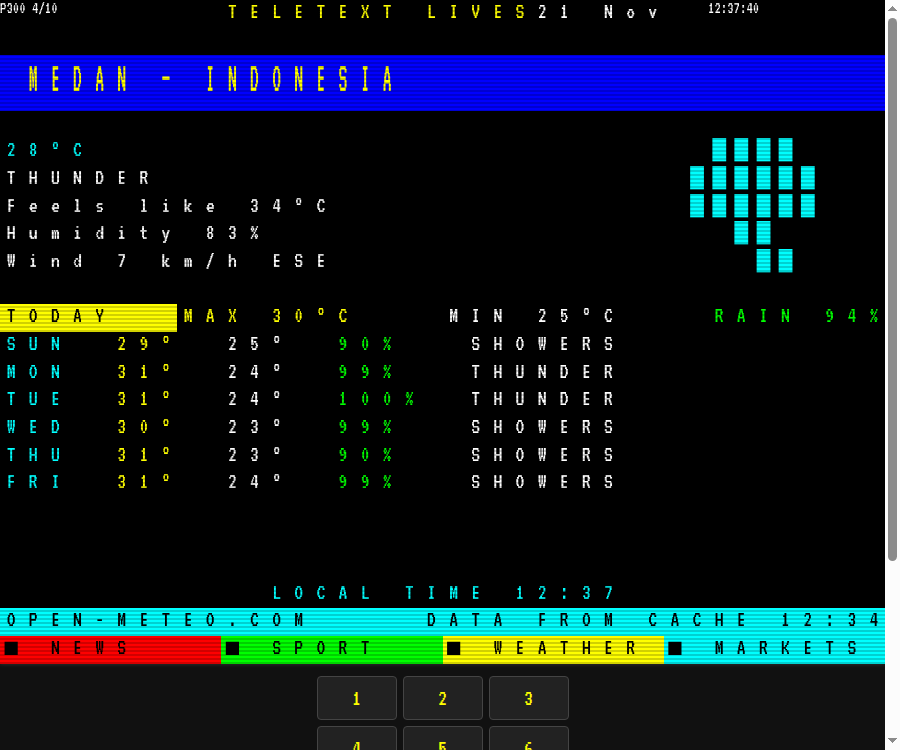 P300 4/10 TELETEXT LIVES 21 Nov 12:37:40
MEDAN - INDONESIA
28°C
THUNDER
Feels like 34°C
Humidity 83%
Wind 7 km/h ESE
TODAY MAX 30°C MIN 25°C RAIN 94%
SUN 29° 25° 90% SHOWERS
MON 31° 24° 99% THUNDER
TUE 31° 24° 100% THUNDER
WED 30° 23° 99% SHOWERS
THU 31° 23° 90% SHOWERS
FRI 31° 24° 99% SHOWERS
LOCAL TIME 12:37
OPEN-METEO.COM DATA FROM CACHE 12:34
■ NEWS ■ SPORT ■ WEATHER ■ MARKETS
1 2 3
4 5 6